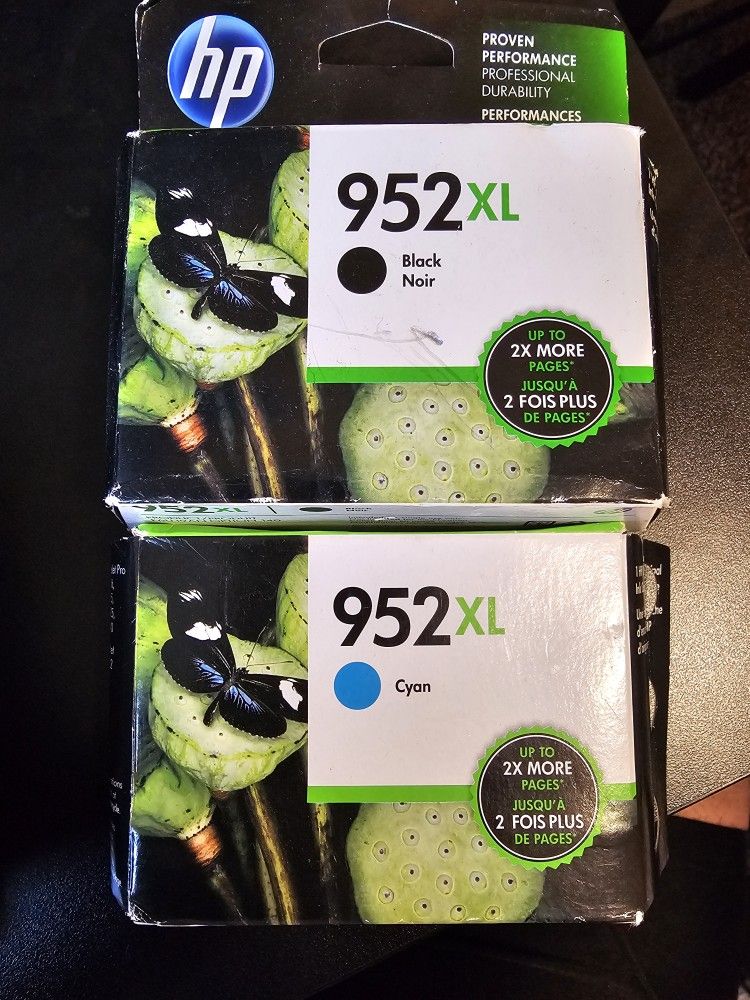 hp
PROVEN
PERFORMANCE
PROFESSIONAL
DURABILITY
PERFORMANCES
952XL
Black
Noir
UP TO
2X MORE
PAGES*
JUSQU'À
2 FOIS PLUS
DE PAGES*
952XL
952XL
Cyan
UP TO
2X MORE
PAGES*
JUSQU'À
2 FOIS PLUS
DE PAGES*